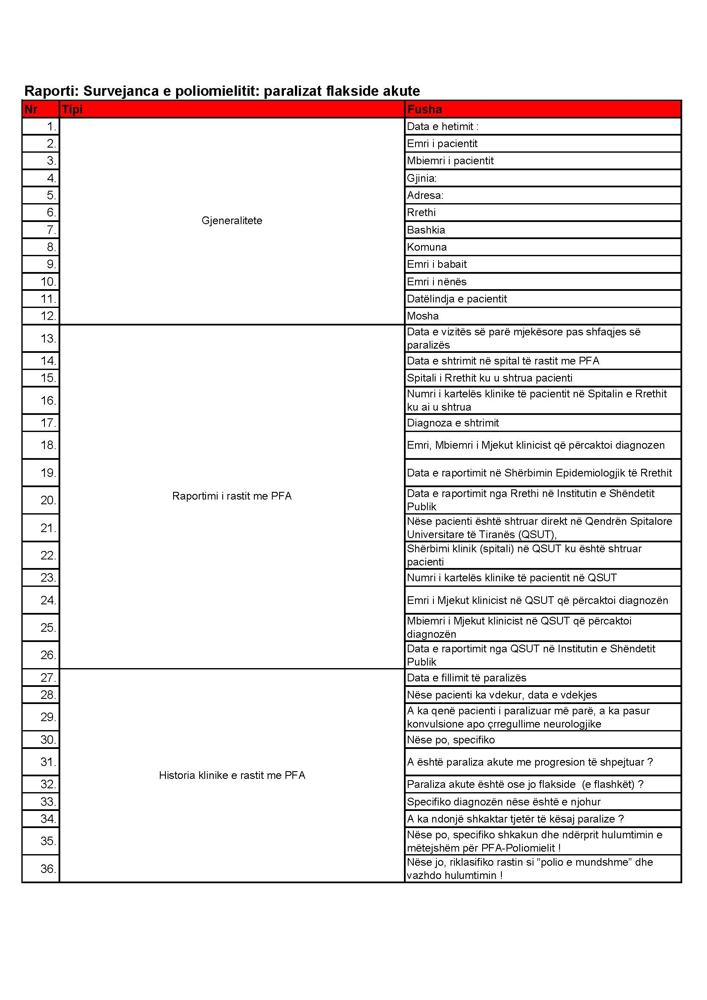 Raporti: Survejanca e poliomielitit: paralizat flakside akute
Nr Tipi Fusha
1. Data e hetimit :
2. Emri i pacientit
3. Mbiemri i pacientit
4. Gjinia:
5. Adresa:
6. Rrethi
Gjeneralitete
7. Bashkia
8. Komuna
9. Emri i babait
10. Emri i nënës
11. Datëlindja e pacientit
12. Mosha
13. Data e vizitës së parë mjekësore pas shfaqjes së
paralizës
14. Data e shtrimit në spital të rastit me PFA
15. Spitali i Rrethit ku u shtrua pacienti
16. Numri i kartelës klinike të pacientit në Spitalin e Rrethit
ku ai u shtrua
17. Diagnoza e shtrimit
18. Emri, Mbiemri i Mjekut klinicist që përcaktoi diagnozen
19. Data e raportimit në Shërbimin Epidemiologjik të Rrethit
Raportimi i rastit me PFA
20. Data e raportimit nga Rrethi në Institutin e Shëndetit
Publik
21. Nëse pacienti është shtruar direkt në Qendrën Spitalore
Universitare të Tiranës (QSUT),
22. Shërbimi klinik (spitali) në QSUT ku është shtruar
pacienti
23. Numri i kartelës klinike të pacientit në QSUT
24. Emri i Mjekut klinicist në QSUT që përcaktoi diagnozën
25. Mbiemri i Mjekut klinicist në QSUT që përcaktoi
diagnozën
26. Data e raportimit nga QSUT në Institutin e Shëndetit
Publik
27. Data e fillimit të paralizës
28. Nëse pacienti ka vdekur, data e vdekjes
29. A ka qenë pacienti i paralizuar më parë, a ka pasur
konvulsione apo çrregullime neurologjike
30. Nëse po, specifiko
31. A është paraliza akute me progresion të shpejtuar ?
Historia klinike e rastit me PFA
32. Paraliza akute është ose jo flakside  (e flashkët) ?
33. Specifiko diagnozën nëse është e njohur
34. A ka ndonjë shkaktar tjetër të kësaj paralize ?
35. Nëse po, specifiko shkakun dhe ndërprit hulumtimin e
mëtejshëm për PFA-Poliomielit !
36. Nëse jo, riklasifiko rastin si “polio e mundshme” dhe
vazhdo hulumtimin !